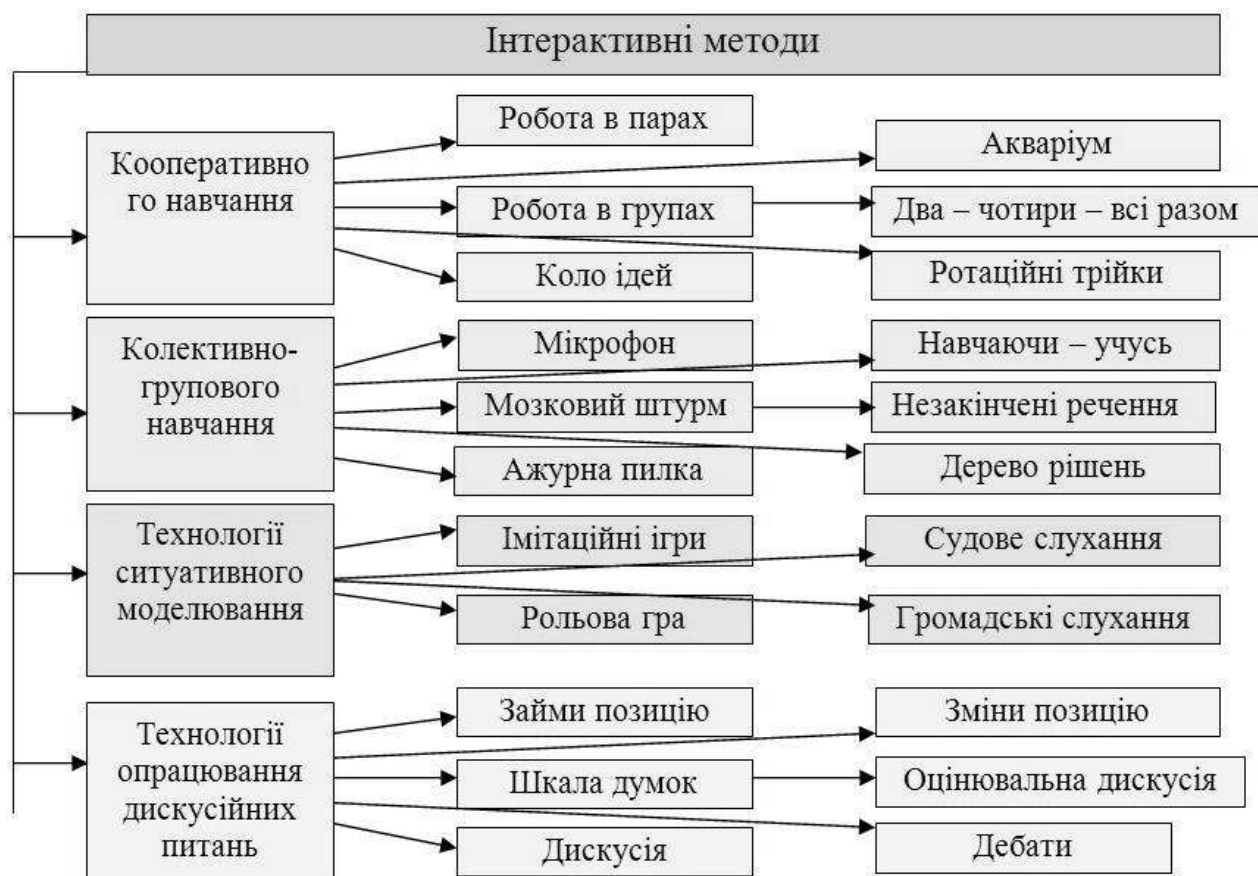 Інтерактивні методи
Кооперативно
го навчання
Робота в парах
Акваріум
Робота в групах
Два – чотири – всі разом
Коло ідей
Ротаційні трійки
Колективно-
групового
навчання
Мікрофон
Навчаючи – учусь
Мозковий штурм
Незакінчені речення
Ажурна пилка
Дерево рішень
Технології
ситуативного
моделювання
Імітаційні ігри
Судове слухання
Рольова гра
Громадські слухання
Технології
опрацювання
дискусійних
питань
Займи позицію
Зміни позицію
Шкала думок
Оцінювальна дискусія
Дискусія
Дебати